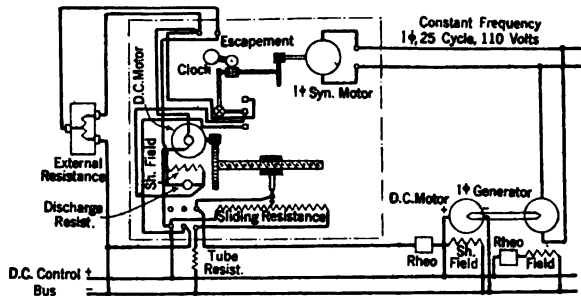 Constant Frequency
1ϕ, 25 Cycle, 110 Volts
Escapement
Clock
D.C. Motor
1ϕ Syn. Motor
External
Resistance
Sh. Field
Discharge
Resist.
Sliding Resistance
D.C. Motor
1ϕ Generator
+
−
Tube
Resist.
Rheo
Sh.
Field
Rheo
Field
D.C. Control +
Bus −